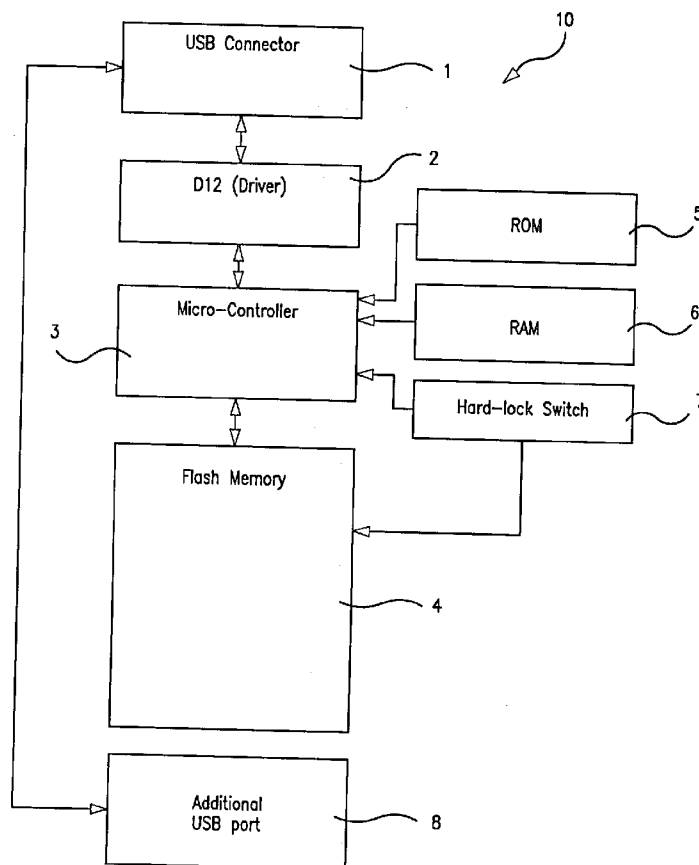 10
USB Connector
1
2
D12 (Driver)
5
ROM
Micro-Controller
3
6
RAM
7
Hard-lock Switch
Flash Memory
4
Additional
USB port
8